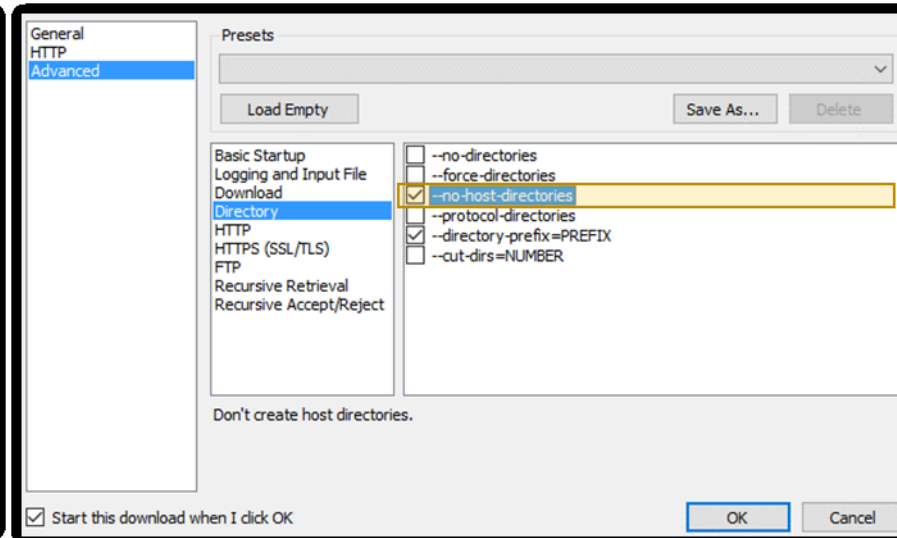 General
HTTP
Advanced
Presets
Load Empty
Save As...
Delete
Basic Startup
Logging and Input File
Download
Directory
HTTP
HTTPS (SSL/TLS)
FTP
Recursive Retrieval
Recursive Accept/Reject
--no-directories
--force-directories
--no-host-directories
--protocol-directories
--directory-prefix=PREFIX
--cut-dirs=NUMBER
Don't create host directories.
Start this download when I click OK
OK
Cancel